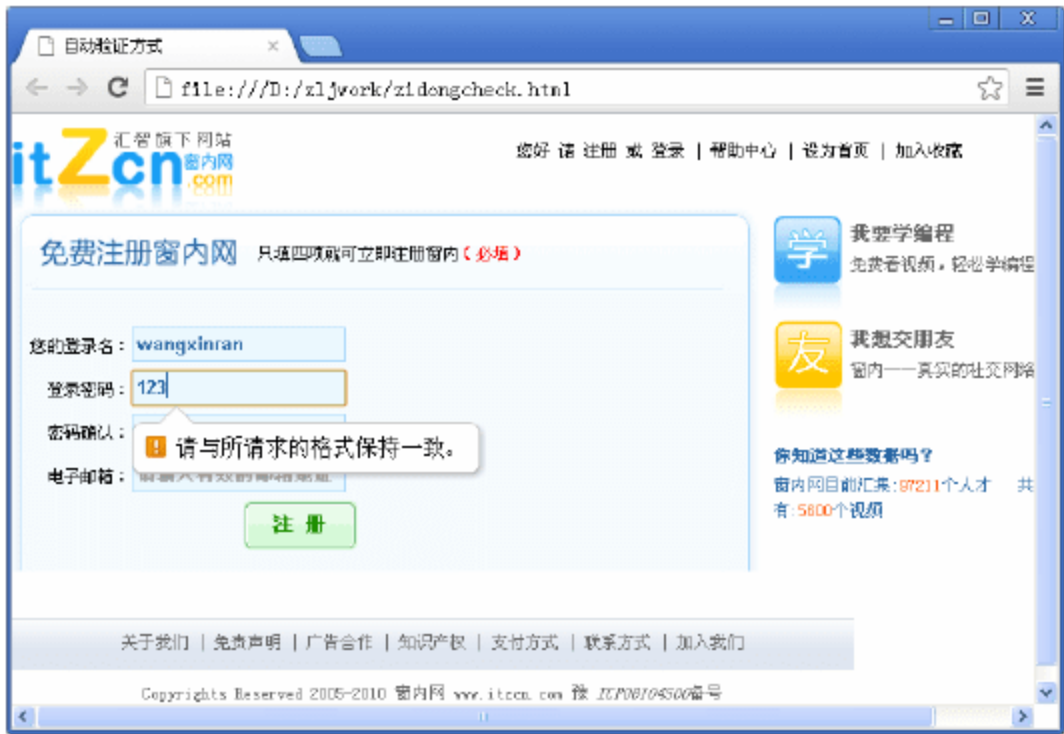 自动验证方式
file:///D:/zljwork/zidongcheck.html
itZcn.com 汇智旗下网站 窗内网
您好 请 注册 或 登录 | 帮助中心 | 设为首页 | 加入收藏
免费注册窗内网 只填四项就可立即注册窗内(必填)
我要学编程
免费看视频，轻松学编程
学
您的登录名： wangxinran
登录密码： 123
密码确认：
请与所请求的格式保持一致。
电子邮箱：
注 册
我想交朋友
窗内——真实的社交网络
友
你知道这些数据吗？
窗内网目前汇集:97211个人才 共
有:5600个视频
关于我们 | 免责声明 | 广告合作 | 知识产权 | 支付方式 | 联系方式 | 加入我们
Copyrights Reserved 2005-2010 窗内网 www.itzcn.com 豫 ICP08104500备号